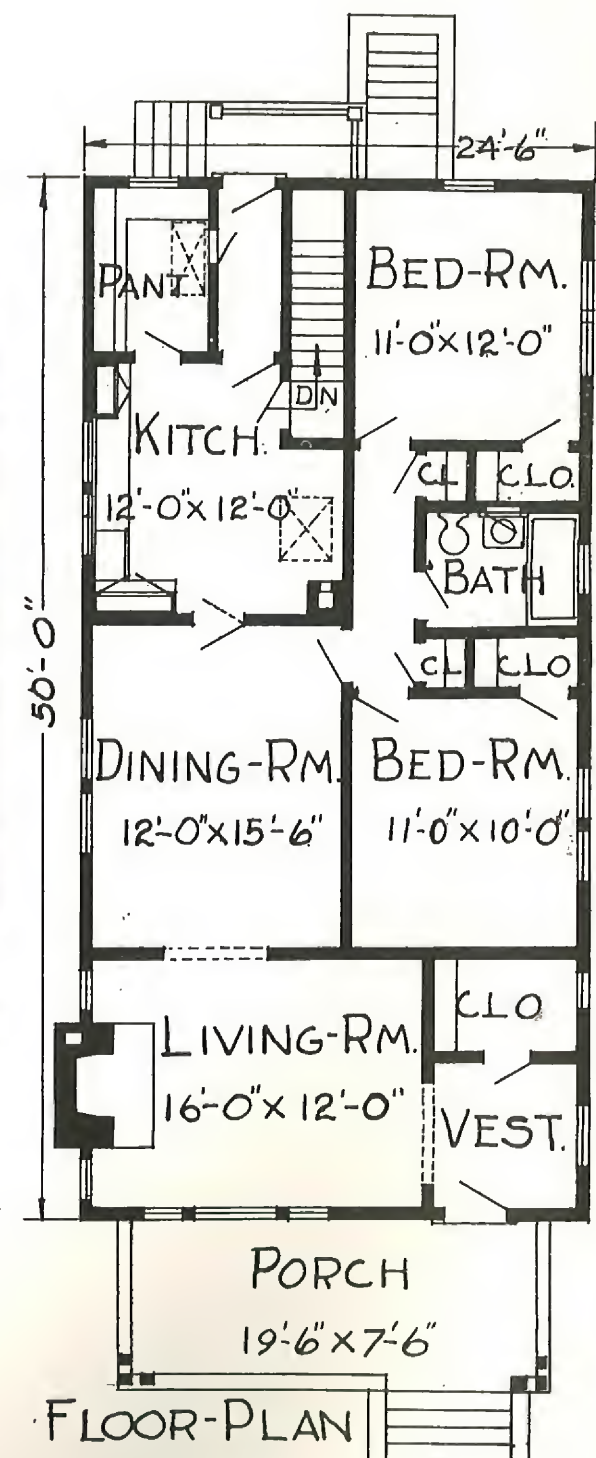 24'-6"
PANT.
BED-RM.
11'-0"X12'-0"
DN
KITCH.
12'-0"X12'-0"
CL
CLO.
BATH
50'-0"
CL
CLO
DINING-RM.
12'-0"X15'-6"
BED-RM.
11'-0"X10'-0"
CLO
LIVING-RM.
16'-0"X12'-0"
VEST.
PORCH
19'-6"X7'-6"
FLOOR-PLAN